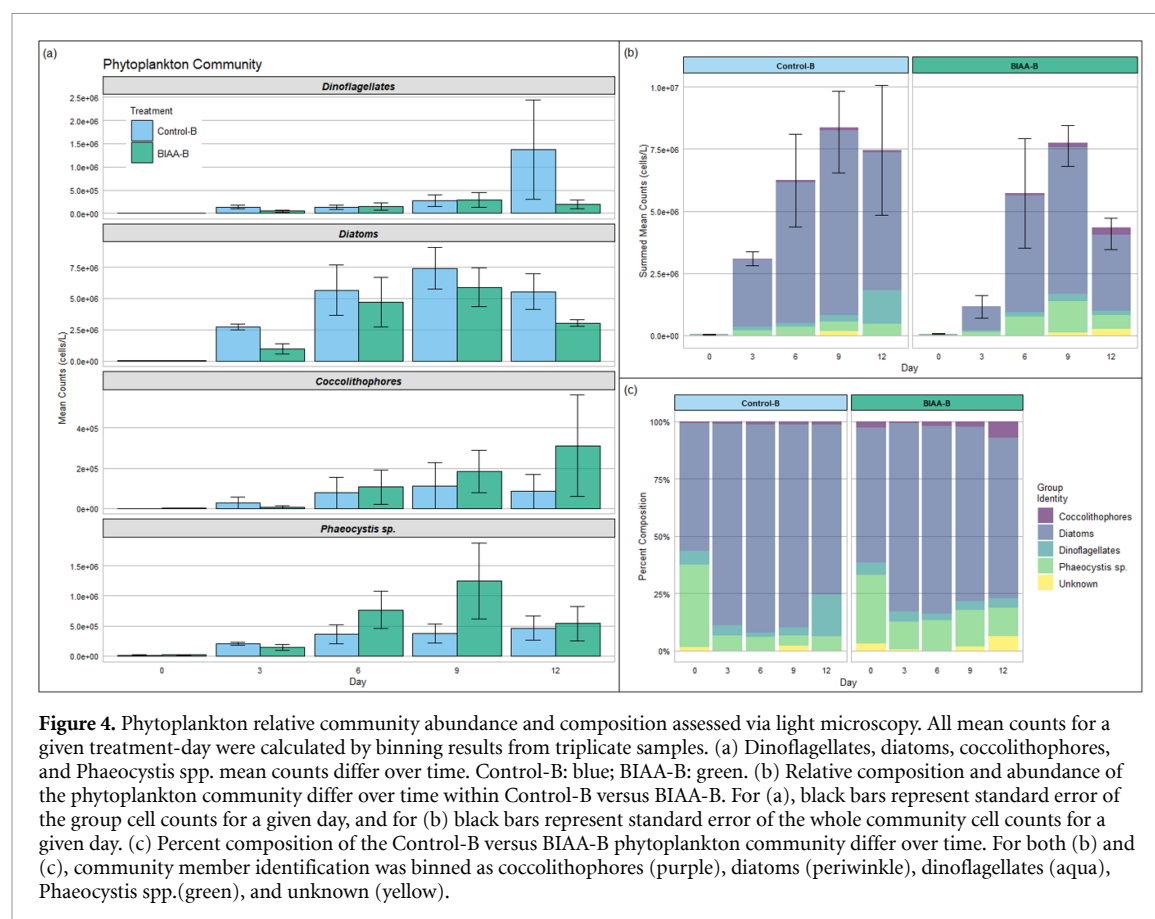 (a)
Phytoplankton Community
Dinoflagellates
2.5e+06
2.0e+06
1.5e+06
1.0e+06
5.0e+05
0.0e+00
Treatment
Control-B
BIAA-B
Diatoms
7.5e+06
5.0e+06
2.5e+06
0.0e+00
Mean Counts (cells/L)
Coccolithophores
4e+05
2e+05
0e+00
Phaeocystis sp.
1.5e+06
1.0e+06
5.0e+05
0.0e+00
0 3 6 9 12
Day
(b)
Control-B BIAA-B
1.0e+07
7.5e+06
5.0e+06
2.5e+06
0.0e+00
Summed Mean Counts (cells/L)
0 3 6 9 12 0 3 6 9 12
Day
(c)
Control-B BIAA-B
100%
75%
50%
25%
0%
Percent Composition
0 3 6 9 12 0 3 6 9 12
Day
Group
Identity
Coccolithophores
Diatoms
Dinoflagellates
Phaeocystis sp.
Unknown
Figure 4. Phytoplankton relative community abundance and composition assessed via light microscopy. All mean counts for a
given treatment-day were calculated by binning results from triplicate samples. (a) Dinoflagellates, diatoms, coccolithophores,
and Phaeocystis spp. mean counts differ over time. Control-B: blue; BIAA-B: green. (b) Relative composition and abundance of
the phytoplankton community differ over time within Control-B versus BIAA-B. For (a), black bars represent standard error of
the group cell counts for a given day, and for (b) black bars represent standard error of the whole community cell counts for a
given day. (c) Percent composition of the Control-B versus BIAA-B phytoplankton community differ over time. For both (b) and
(c), community member identification was binned as coccolithophores (purple), diatoms (periwinkle), dinoflagellates (aqua),
Phaeocystis spp.(green), and unknown (yellow).